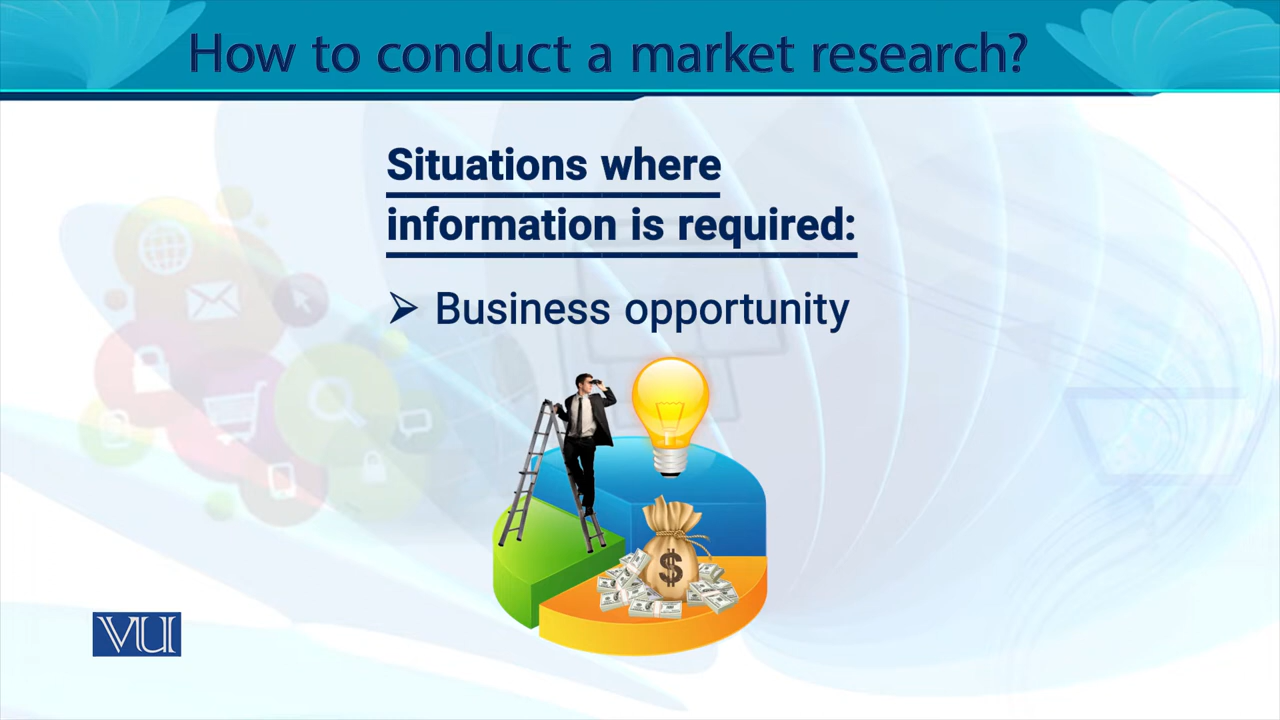 How to conduct a market research?
Situations where
information is required:
➢ Business opportunity
$
VU